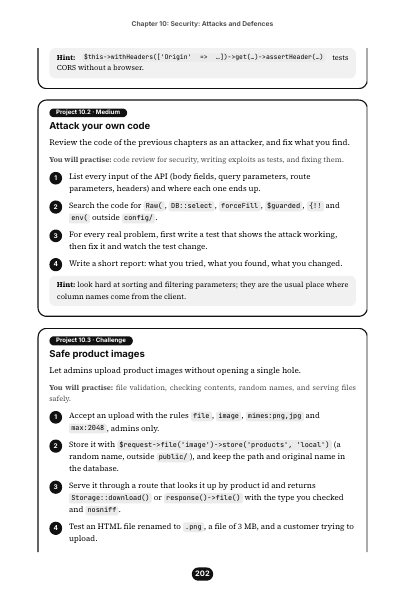 Chapter 10: Security: Attacks and Defences
Hint: $this->withHeaders(['Origin' => …])->get(…)->assertHeader(…) tests
CORS without a browser.
Project 10.2 · Medium
Attack your own code
Review the code of the previous chapters as an attacker, and fix what you find.
You will practise: code review for security, writing exploits as tests, and fixing them.
1 List every input of the API (body fields, query parameters, route
parameters, headers) and where each one ends up.
2 Search the code for Raw(, DB::select, forceFill, $guarded, {!! and
env( outside config/.
3 For every real problem, first write a test that shows the attack working,
then fix it and watch the test change.
4 Write a short report: what you tried, what you found, what you changed.
Hint: look hard at sorting and filtering parameters; they are the usual place where
column names come from the client.
Project 10.3 · Challenge
Safe product images
Let admins upload product images without opening a single hole.
You will practise: file validation, checking contents, random names, and serving files
safely.
1 Accept an upload with the rules file, image, mimes:png,jpg and
max:2048, admins only.
2 Store it with $request->file('image')->store('products', 'local') (a
random name, outside public/), and keep the path and original name in
the database.
3 Serve it through a route that looks it up by product id and returns
Storage::download() or response()->file() with the type you checked
and nosniff.
4 Test an HTML file renamed to .png, a file of 3 MB, and a customer trying to
upload.
202